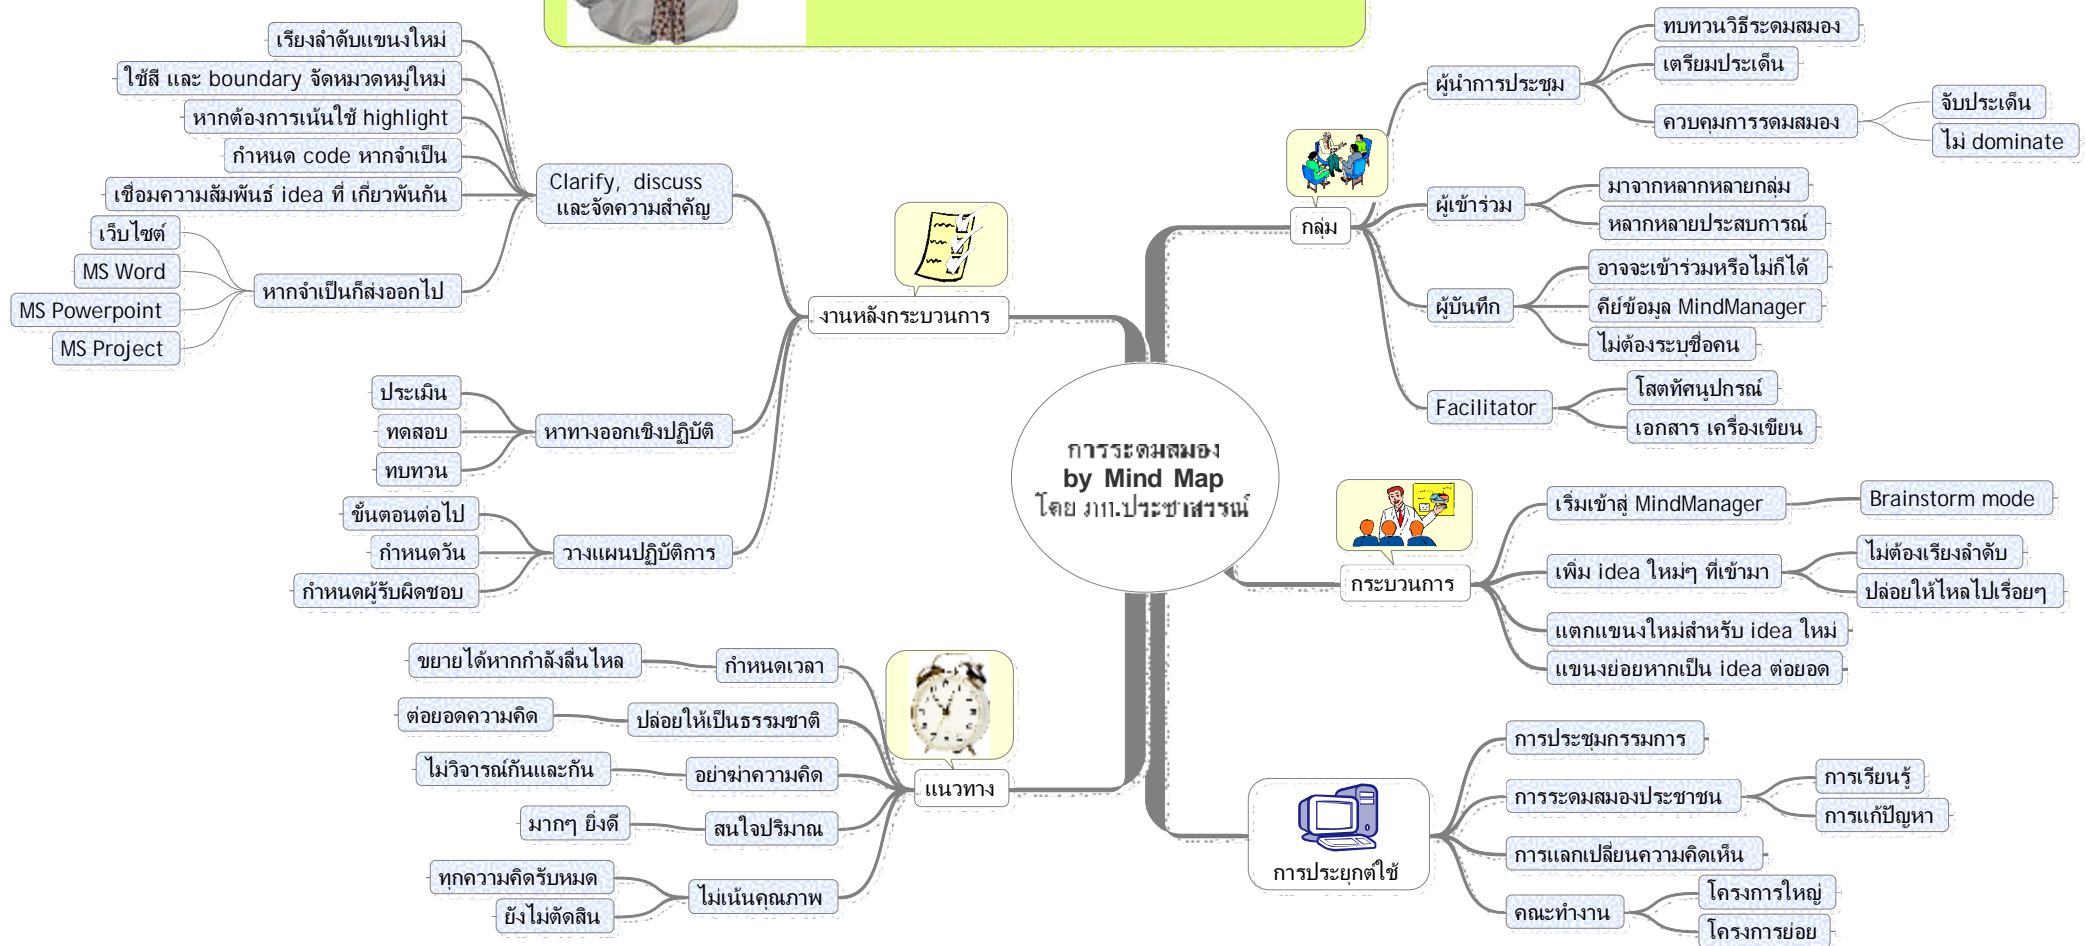 การระดมสมอง
by Mind Map
โดย ภก.ประชาสรรณ์
กลุ่ม
ผู้นำการประชุม
ทบทวนวิธีระดมสมอง
เตรียมประเด็น
ควบคุมการรดมสมอง
จับประเด็น
ไม่ dominate
ผู้เข้าร่วม
มาจากหลากหลายกลุ่ม
หลากหลายประสบการณ์
ผู้บันทึก
อาจจะเข้าร่วมหรือไม่ก็ได้
คีย์ข้อมูล MindManager
ไม่ต้องระบุชื่อคน
Facilitator
โสตทัศนูปกรณ์
เอกสาร เครื่องเขียน
กระบวนการ
เริ่มเข้าสู่ MindManager
Brainstorm mode
เพิ่ม idea ใหม่ๆ ที่เข้ามา
ไม่ต้องเรียงลำดับ
ปล่อยให้ไหลไปเรื่อยๆ
แตกแขนงใหม่สำหรับ idea ใหม่
แขนงย่อยหากเป็น idea ต่อยอด
การประยุกต์ใช้
การประชุมกรรมการ
การระดมสมองประชาชน
การเรียนรู้
การแก้ปัญหา
การแลกเปลี่ยนความคิดเห็น
คณะทำงาน
โครงการใหญ่
โครงการย่อย
งานหลังกระบวนการ
Clarify, discuss
และจัดความสำคัญ
เรียงลำดับแขนงใหม่
ใช้สี และ boundary จัดหมวดหมู่ใหม่
หากต้องการเน้นใช้ highlight
กำหนด code หากจำเป็น
เชื่อมความสัมพันธ์ idea ที่ เกี่ยวพันกัน
หากจำเป็นก็ส่งออกไป
เว็บไซต์
MS Word
MS Powerpoint
MS Project
หาทางออกเชิงปฏิบัติ
ประเมิน
ทดสอบ
ทบทวน
วางแผนปฏิบัติการ
ขั้นตอนต่อไป
กำหนดวัน
กำหนดผู้รับผิดชอบ
แนวทาง
กำหนดเวลา
ขยายได้หากกำลังลื่นไหล
ปล่อยให้เป็นธรรมชาติ
ต่อยอดความคิด
อย่าฆ่าความคิด
ไม่วิจารณ์กันและกัน
สนใจปริมาณ
มากๆ ยิ่งดี
ไม่เน้นคุณภาพ
ทุกความคิดรับหมด
ยังไม่ตัดสิน